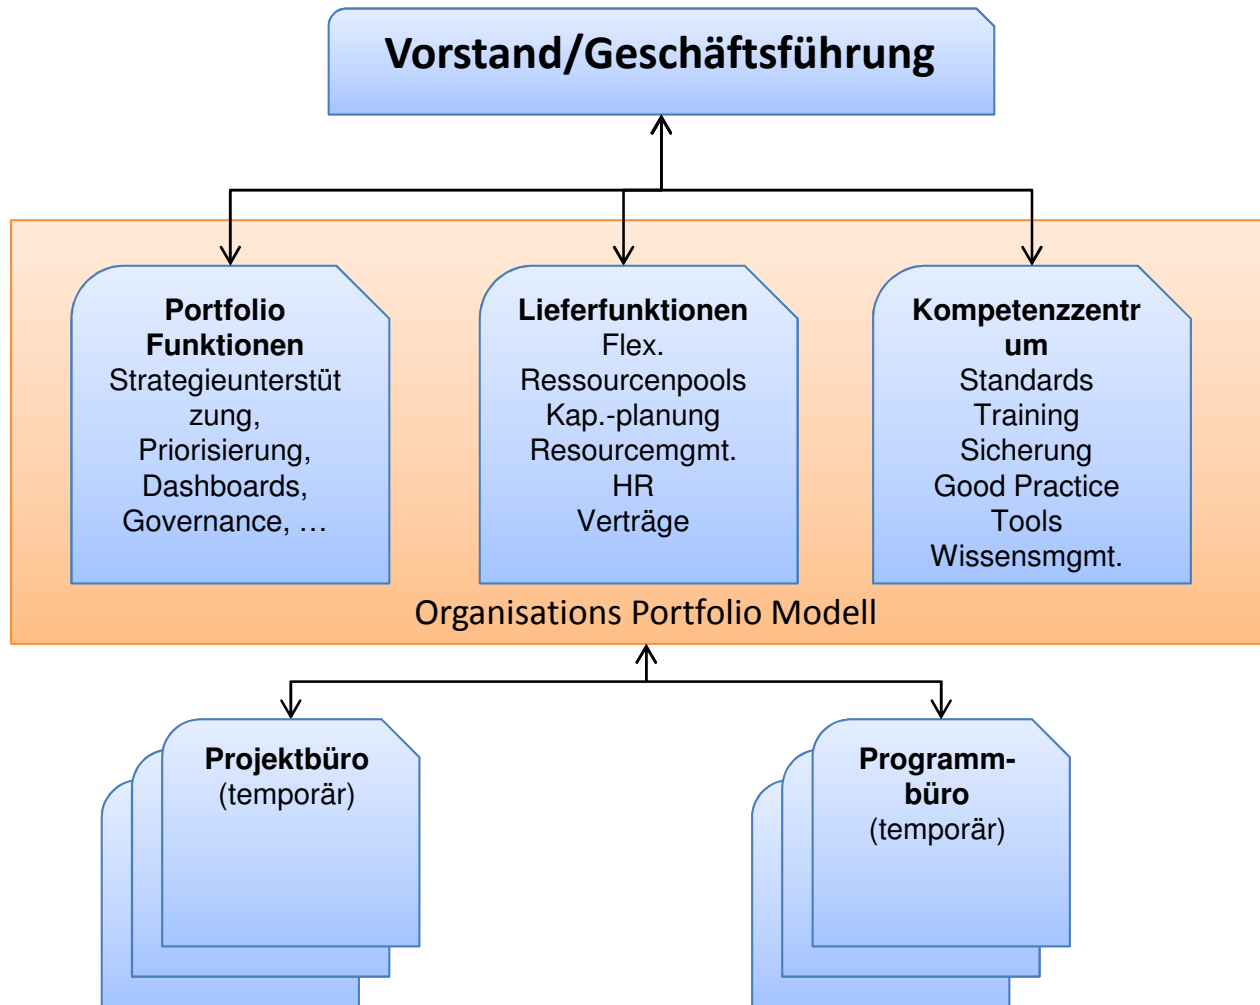 Vorstand/Geschäftsführung
Portfolio
Funktionen
Strategieunterstüt
zung,
Priorisierung,
Dashboards,
Governance, …
Lieferfunktionen
Flex.
Ressourcenpools
Kap.-planung
Resourcemgmt.
HR
Verträge
Kompetenzzentr
um
Standards
Training
Sicherung
Good Practice
Tools
Wissensmgmt.
Organisations Portfolio Modell
Projektbüro
(temporär)
Programm-
büro
(temporär)